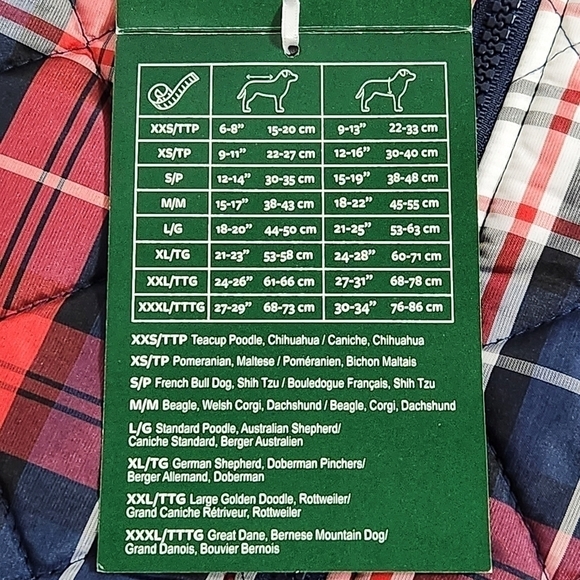 XXS/TTP 6-8” 15-20 cm 9-13” 22-33 cm
XS/TP 9-11” 22-27 cm 12-16” 30-40 cm
S/P 12-14” 30-35 cm 15-19” 38-48 cm
M/M 15-17” 38-43 cm 18-22” 45-55 cm
L/G 18-20” 44-50 cm 21-25” 53-63 cm
XL/TG 21-23” 53-58 cm 24-28” 60-71 cm
XXL/TTG 24-26” 61-66 cm 27-31” 68-78 cm
XXXL/TTTG 27-29” 68-73 cm 30-34” 76-86 cm
XXS/TTP Teacup Poodle, Chihuahua / Caniche, Chihuahua
XS/TP Pomeranian, Maltese / Poméranien, Bichon Maltais
S/P French Bull Dog, Shih Tzu / Bouledogue Français, Shih Tzu
M/M Beagle, Welsh Corgi, Dachshund / Beagle, Corgi, Dachshund
L/G Standard Poodle, Australian Shepherd/
Caniche Standard, Berger Australien
XL/TG German Shepherd, Doberman Pinchers/
Berger Allemand, Doberman
XXL/TTG Large Golden Doodle, Rottweiler/
Grand Caniche Rétriveur, Rottweiler
XXXL/TTTG Great Dane, Bernese Mountain Dog/
Grand Danois, Bouvier Bernois